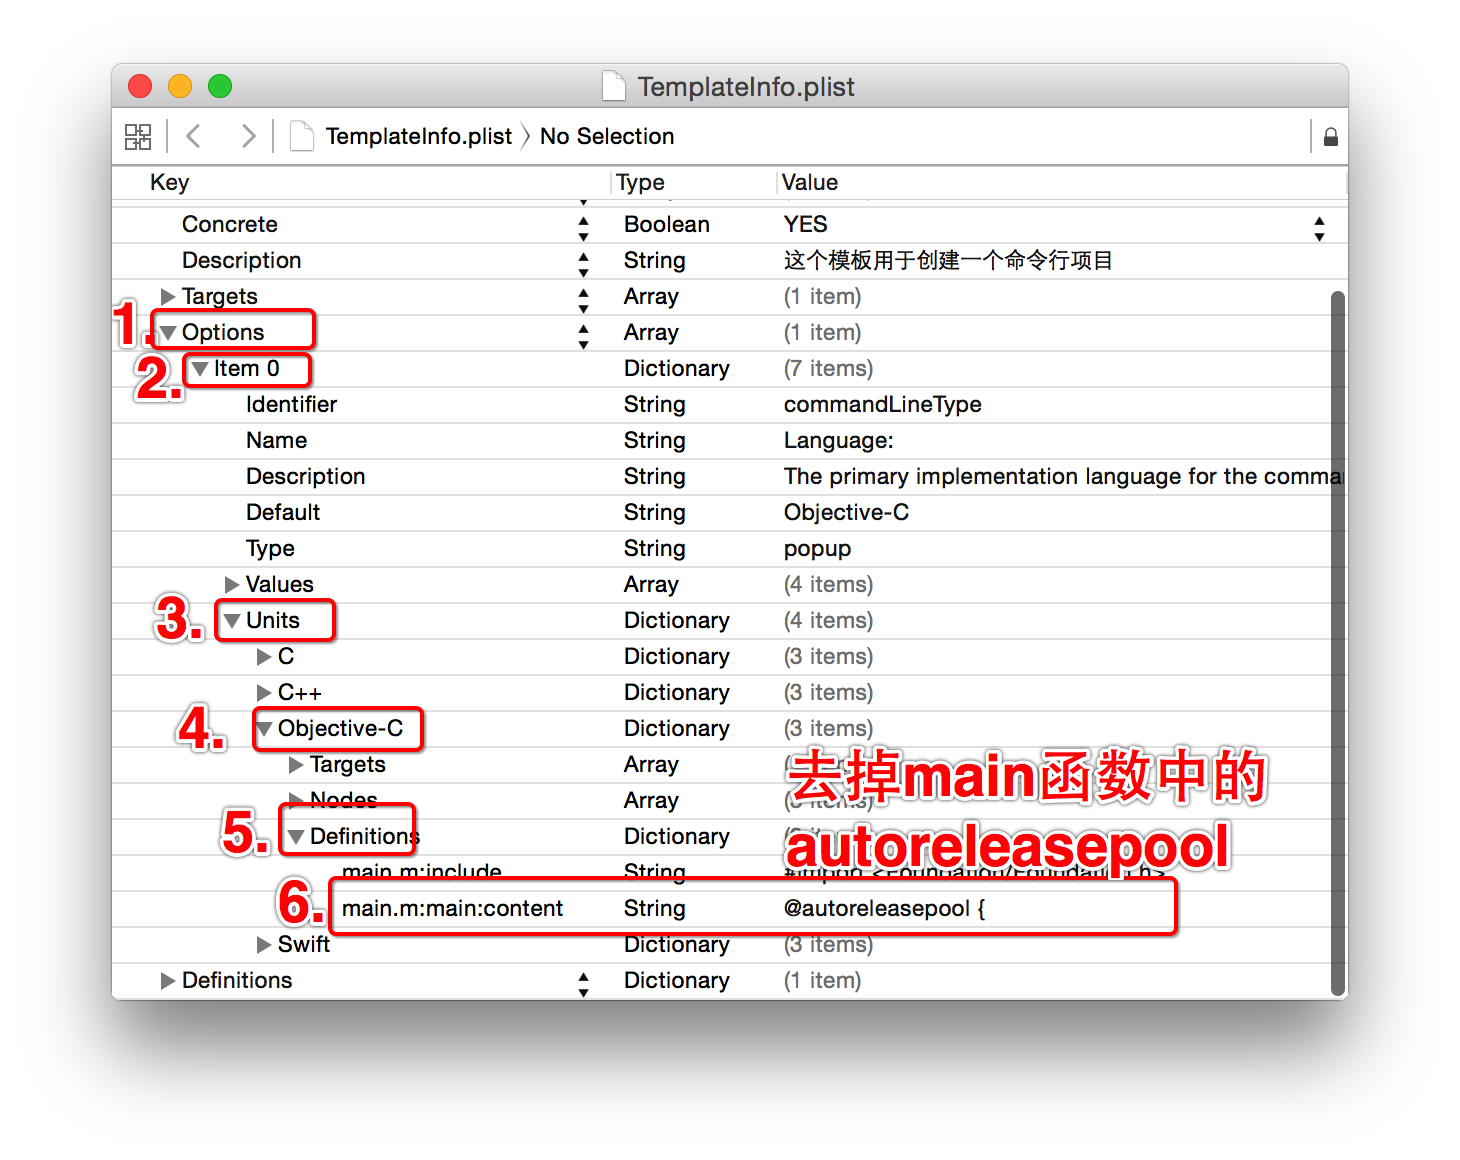 TemplateInfo.plist
TemplateInfo.plist No Selection
Key Type Value
Concrete Boolean YES
Description String 这个模板用于创建一个命令行项目
Targets Array (1 item)
1. Options Array (1 item)
2. Item 0 Dictionary (7 items)
Identifier String commandLineType
Name String Language:
Description String The primary implementation language for the comma
Default String Objective-C
Type String popup
Values Array (4 items)
3. Units Dictionary (4 items)
C Dictionary (3 items)
C++ Dictionary (3 items)
4. Objective-C Dictionary (3 items)
Targets Array
去掉main函数中的
Nodes Array
5. Definitions Dictionary
autoreleasepool
main.m:include String #import <Foundation/Foundation.h>
6. main.m:main:content String @autoreleasepool {
Swift Dictionary (3 items)
Definitions Dictionary (1 item)